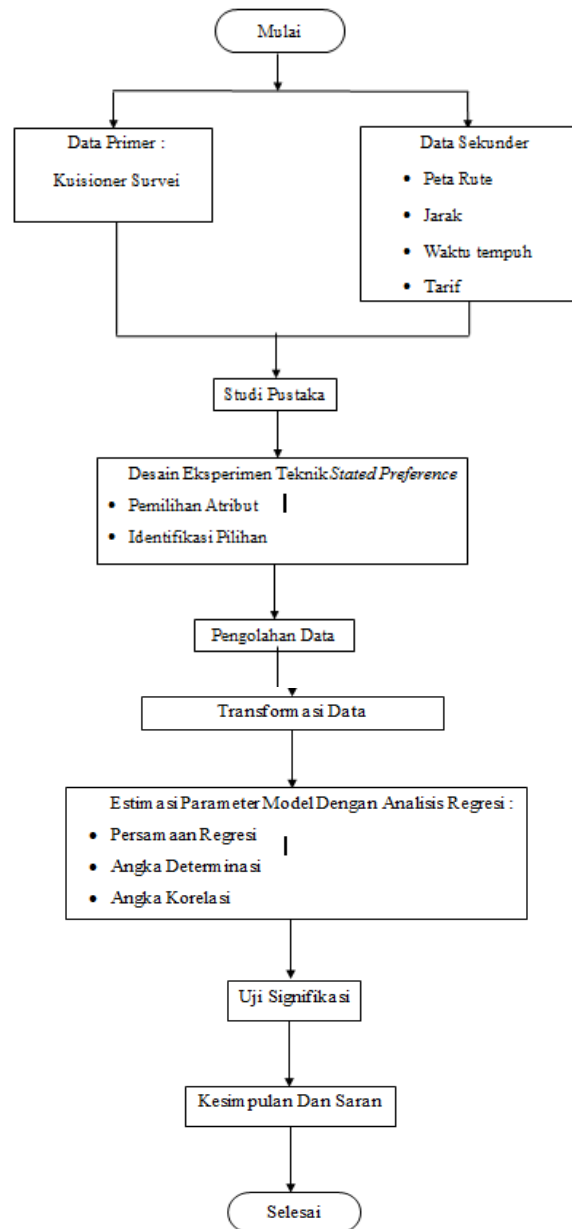 Mulai
Data Primer :
Kuisioner Survei
Data Sekunder
• Peta Rute
• Jarak
• Waktu tempuh
• Tarif
Studi Pustaka
Desain Eksperimen Teknik Stated Preference
• Pemilihan Atribut
• Identifikasi Pilihan
Pengolahan Data
Transformasi Data
Estimasi Parameter Model Dengan Analisis Regresi :
• Persamaan Regresi
• Angka Determinasi
• Angka Korelasi
Uji Signifikasi
Kesimpulan Dan Saran
Selesai